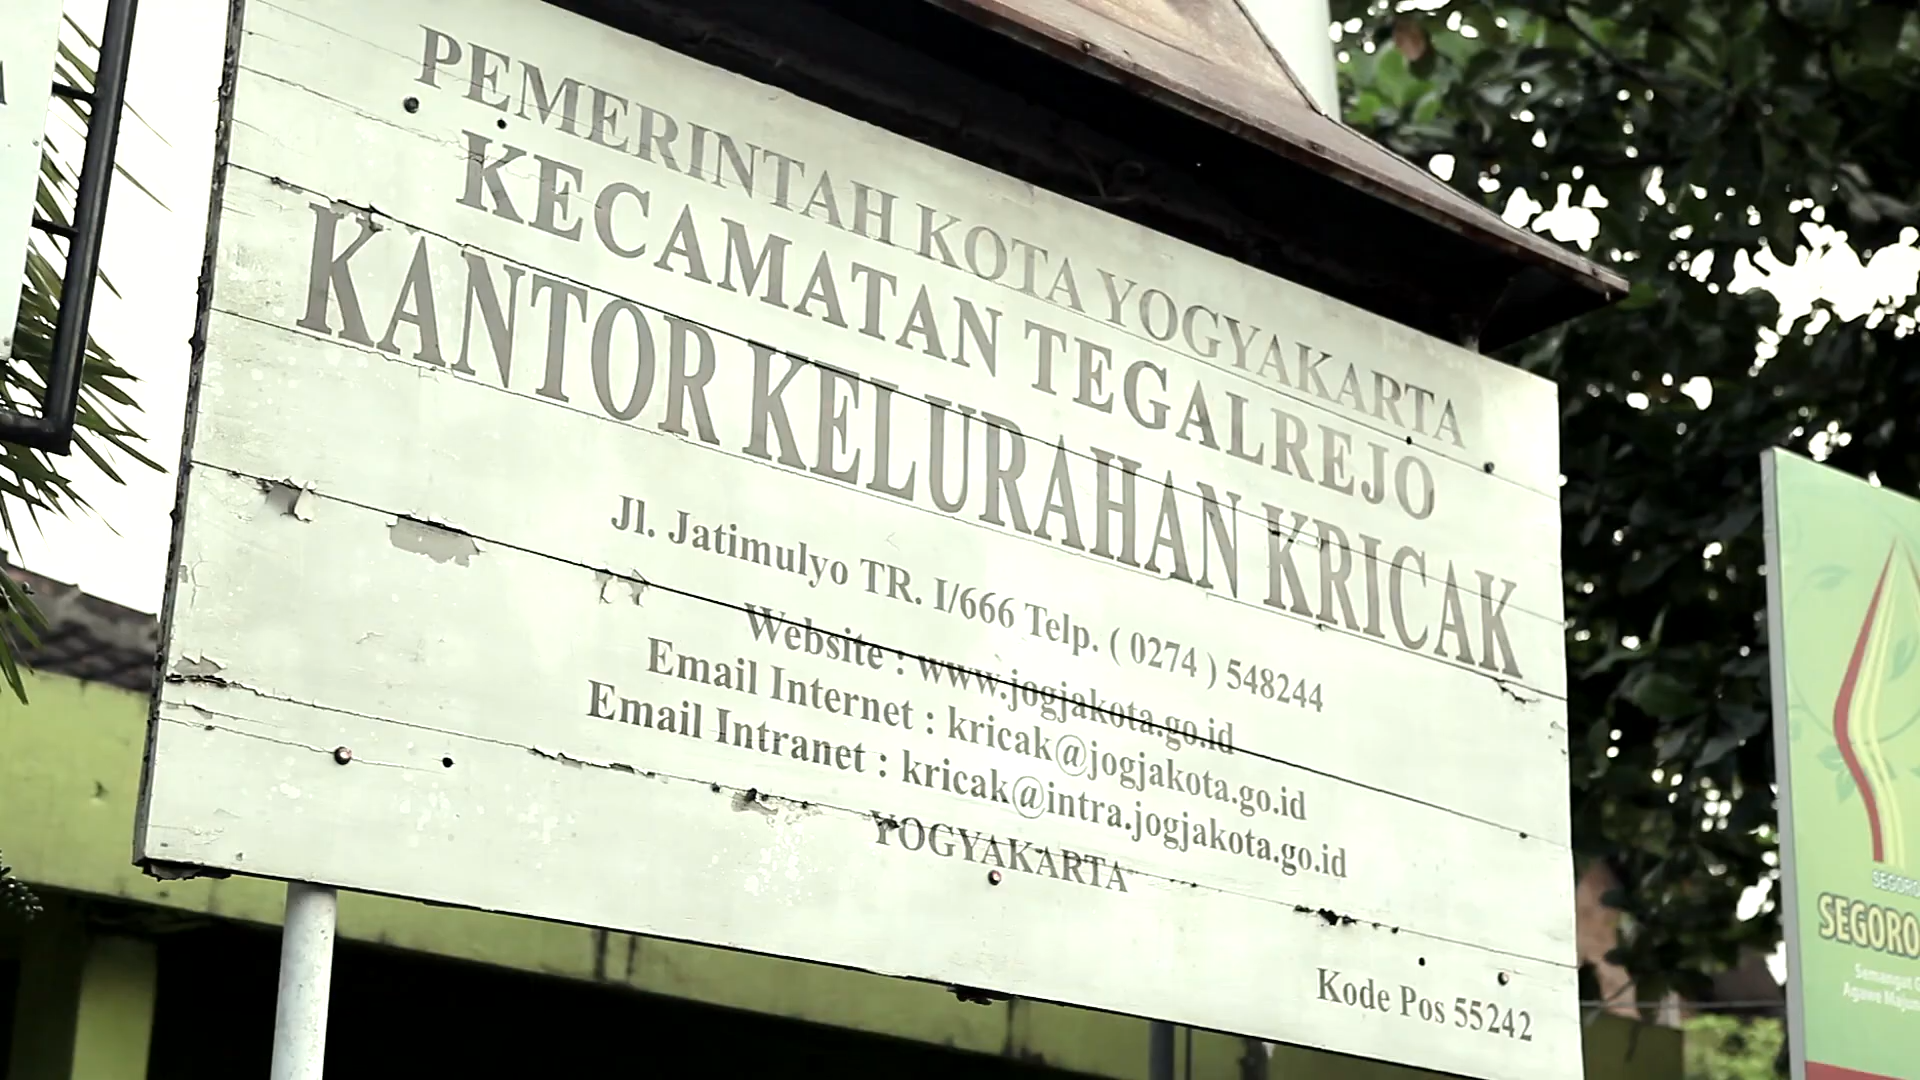 PEMERINTAH KOTA YOGYAKARTA
KECAMATAN TEGALREJO
KANTOR KELURAHAN KRICAK
Jl. Jatimulyo TR. I/666 Telp. ( 0274 ) 548244
Website : www.jogjakota.go.id
Email Internet : kricak@jogjakota.go.id
Email Intranet : kricak@intra.jogjakota.go.id
YOGYAKARTA
Kode Pos 55242
SEGORO
SEGORO
Semangat